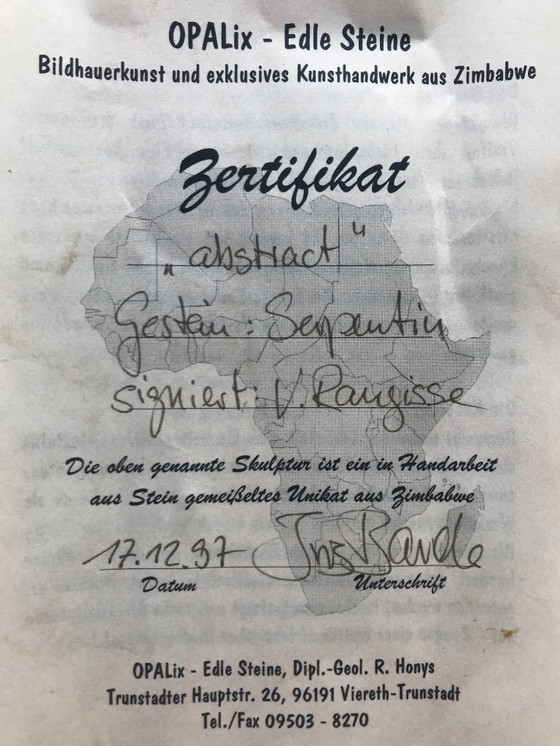 OPALix - Edle Steine
Bildhauerkunst und exklusives Kunsthandwerk aus Zimbabwe
Zertifikat
„abstract"
Gestein: Serpentin
signiert: V. Rangisse
Die oben genannte Skulptur ist ein in Handarbeit
aus Stein gemeißeltes Unikat aus Zimbabwe
17.12.97
Datum Unterschrift
OPALix - Edle Steine, Dipl.-Geol. R. Honys
Trunstadter Hauptstr. 26, 96191 Viereth-Trunstadt
Tel./Fax 09503 - 8270